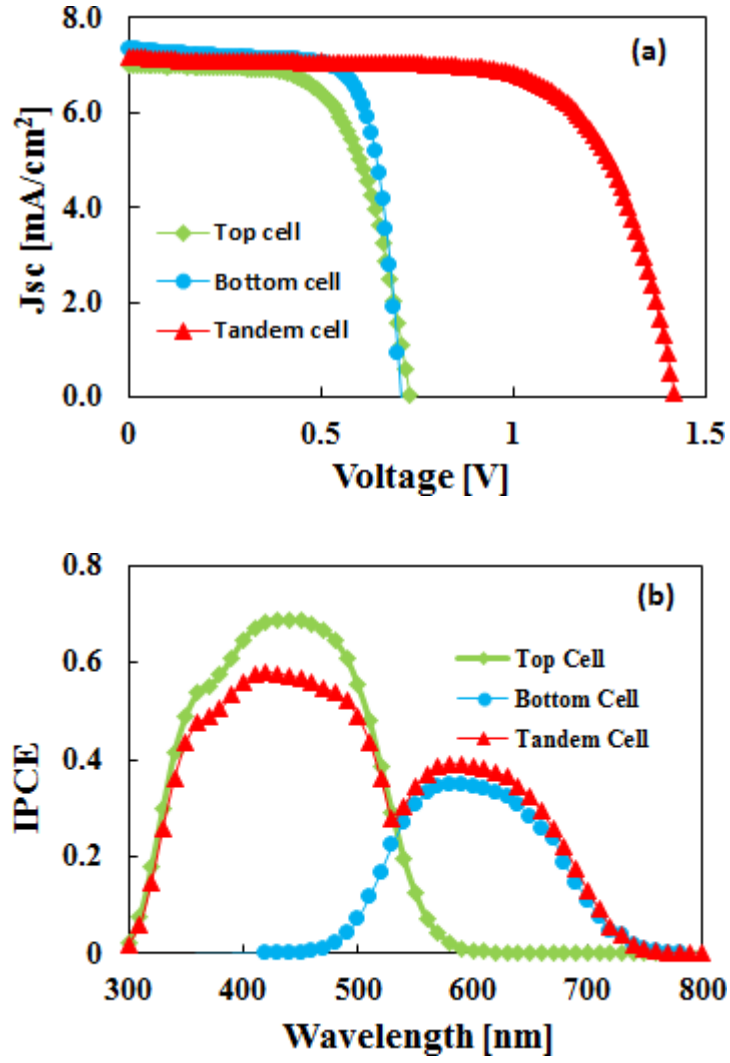 8.0
(a)
6.0
4.0
2.0
0.0
Jsc [mA/cm²]
Top cell
Bottom cell
Tandem cell
0 0.5 1 1.5
Voltage [V]
0.8
(b)
0.6
0.4
0.2
0
IPCE
Top Cell
Bottom Cell
Tandem Cell
300 400 500 600 700 800
Wavelength [nm]